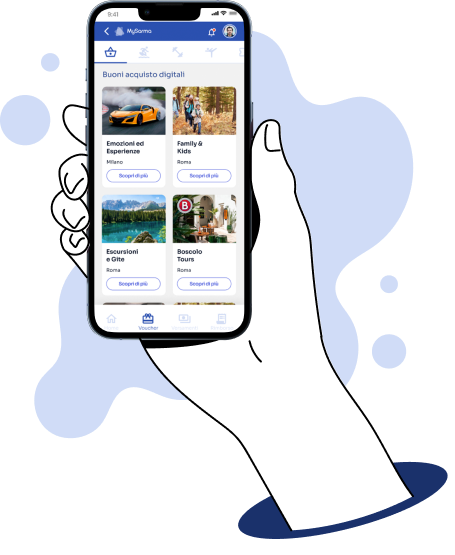 9:41
MySarma
Buoni acquisto digitali
Emozioni ed
Esperienze
Milano
Scopri di più
Family &
Kids
Roma
Scopri di più
Escursioni
e Gite
Roma
Scopri di più
B
Boscolo
Tours
Roma
Scopri di più
Voucher